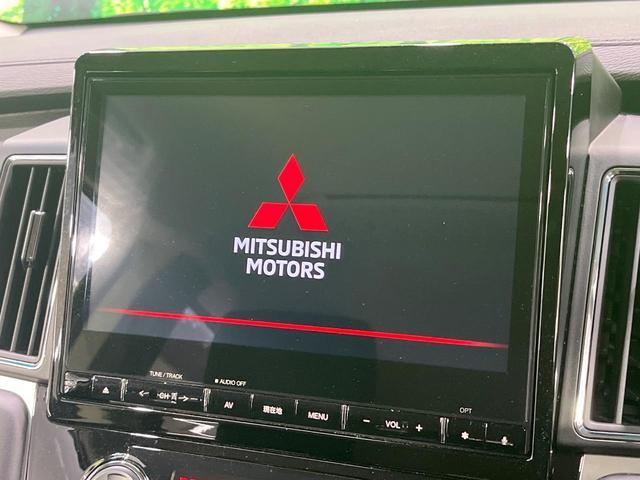 MITSUBISHI
MOTORS
TUNE/TRACK
■ AUDIO OFF
OPT
CH
AV
現在地
MENU
− VOL +